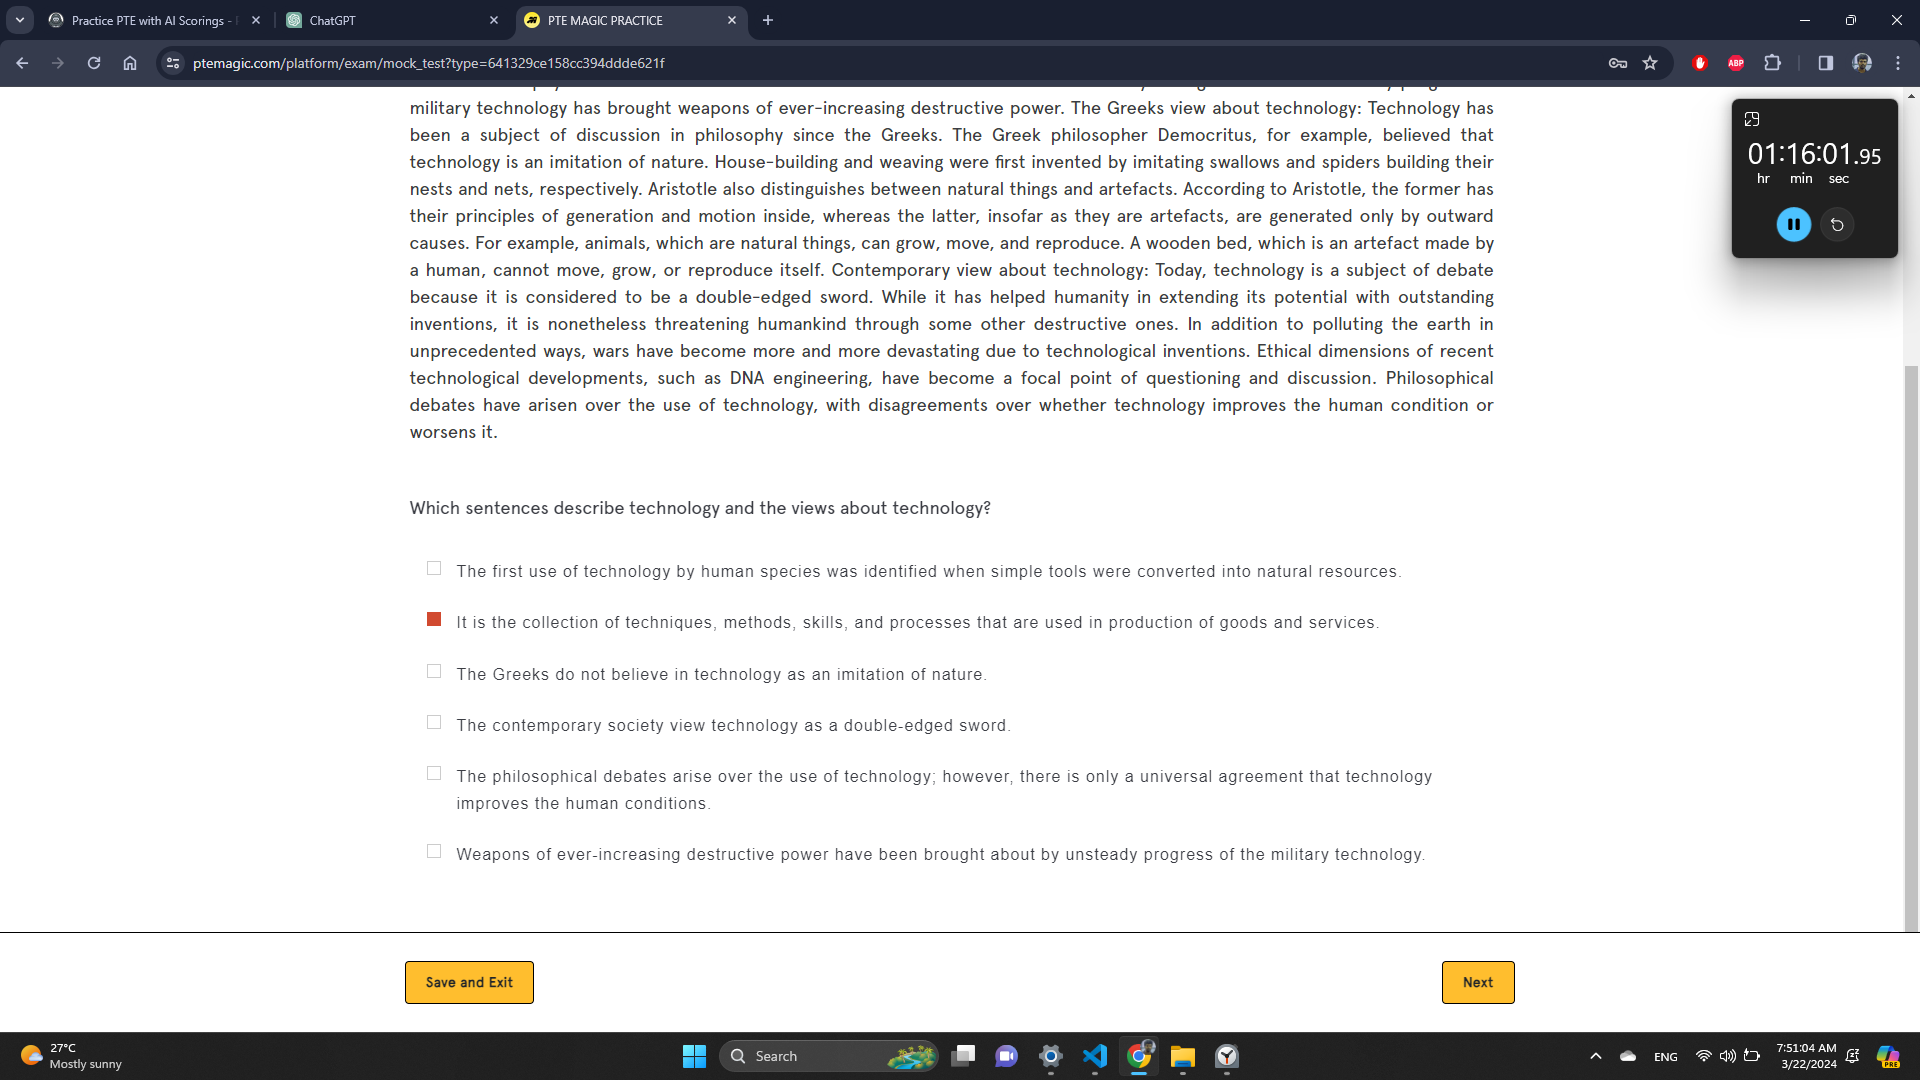 Practice PTE with AI Scorings -
ChatGPT
PTE MAGIC PRACTICE
ptemagic.com/platform/exam/mock_test?type=641329ce158cc394ddde621f
ABP
military technology has brought weapons of ever-increasing destructive power. The Greeks view about technology: Technology has
been a subject of discussion in philosophy since the Greeks. The Greek philosopher Democritus, for example, believed that
technology is an imitation of nature. House-building and weaving were first invented by imitating swallows and spiders building their
nests and nets, respectively. Aristotle also distinguishes between natural things and artefacts. According to Aristotle, the former has
their principles of generation and motion inside, whereas the latter, insofar as they are artefacts, are generated only by outward
causes. For example, animals, which are natural things, can grow, move, and reproduce. A wooden bed, which is an artefact made by
a human, cannot move, grow, or reproduce itself. Contemporary view about technology: Today, technology is a subject of debate
because it is considered to be a double-edged sword. While it has helped humanity in extending its potential with outstanding
inventions, it is nonetheless threatening humankind through some other destructive ones. In addition to polluting the earth in
unprecedented ways, wars have become more and more devastating due to technological inventions. Ethical dimensions of recent
technological developments, such as DNA engineering, have become a focal point of questioning and discussion. Philosophical
debates have arisen over the use of technology, with disagreements over whether technology improves the human condition or
worsens it.
01:16:01.95
hr min sec
Which sentences describe technology and the views about technology?
The first use of technology by human species was identified when simple tools were converted into natural resources.
It is the collection of techniques, methods, skills, and processes that are used in production of goods and services.
The Greeks do not believe in technology as an imitation of nature.
The contemporary society view technology as a double-edged sword.
The philosophical debates arise over the use of technology; however, there is only a universal agreement that technology
improves the human conditions.
Weapons of ever-increasing destructive power have been brought about by unsteady progress of the military technology.
Save and Exit
Next
27°C
Mostly sunny
Search
ENG
7:51:04 AM
3/22/2024
PRE